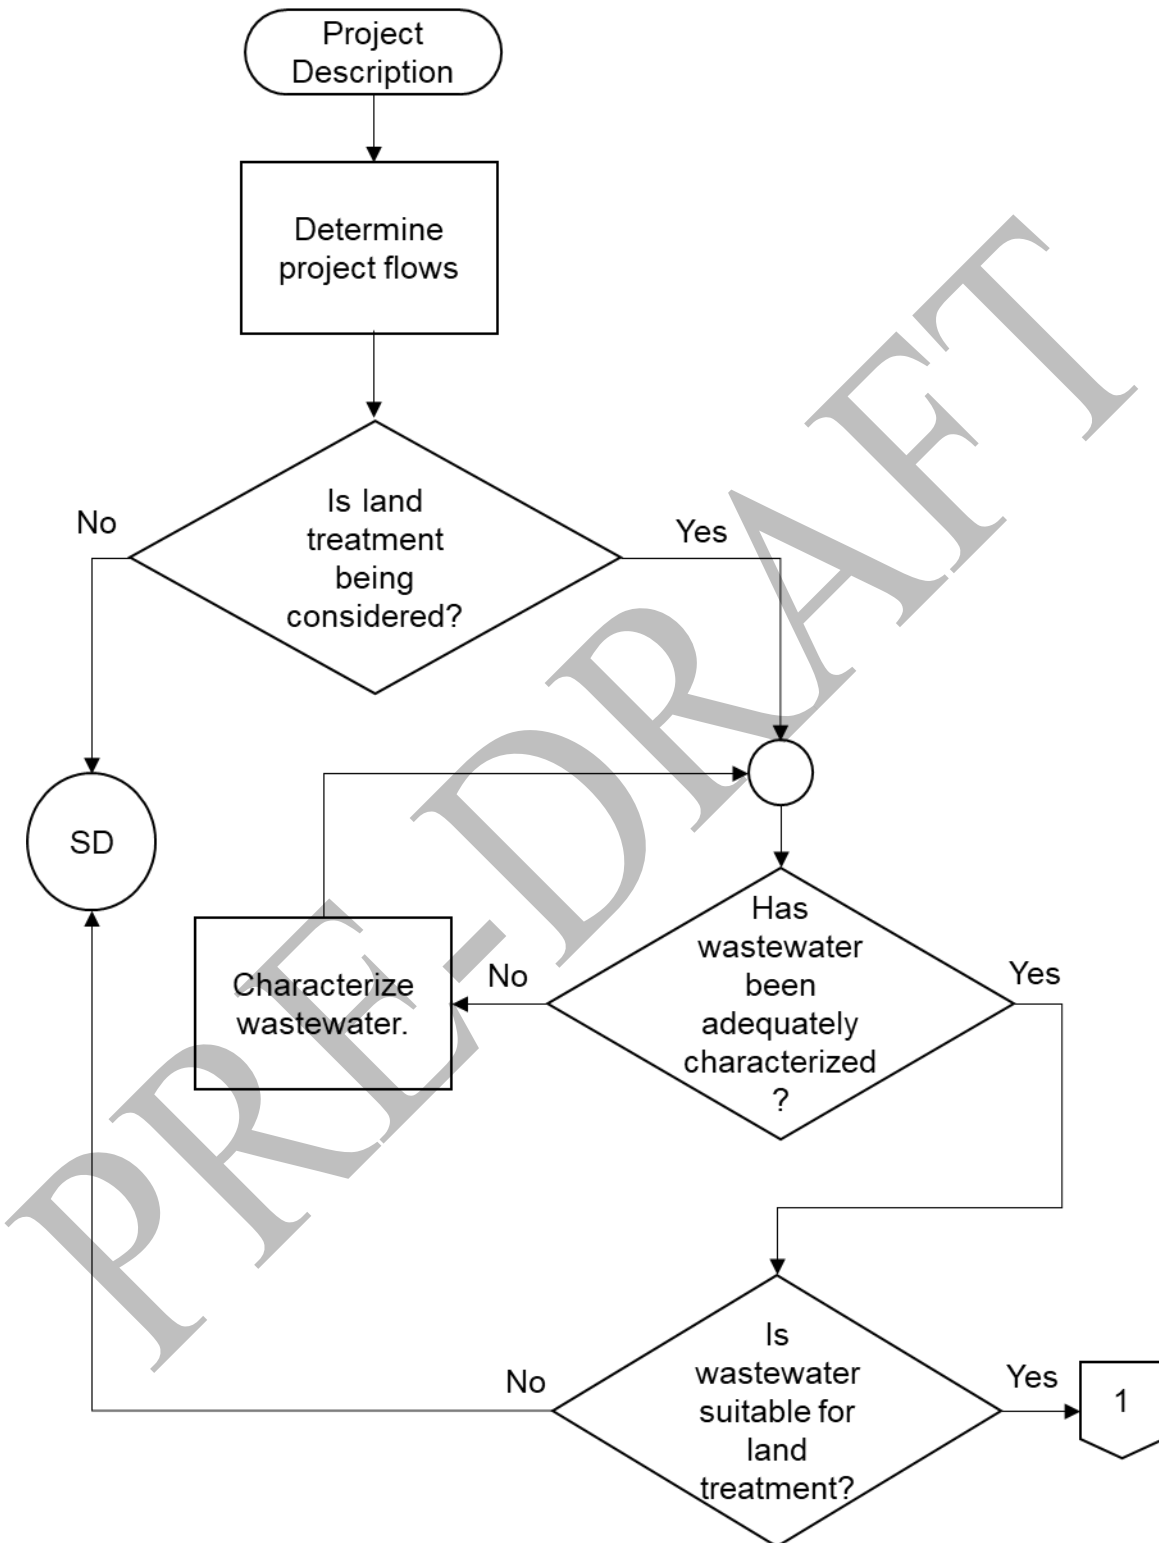 Project
Description
Determine
project flows
Is land
treatment
being
considered?
No
Yes
SD
Has
wastewater
been
adequately
characterized
?
No
Yes
Characterize
wastewater.
Is
wastewater
suitable for
land
treatment?
No
Yes
1
PRE-DRAFT